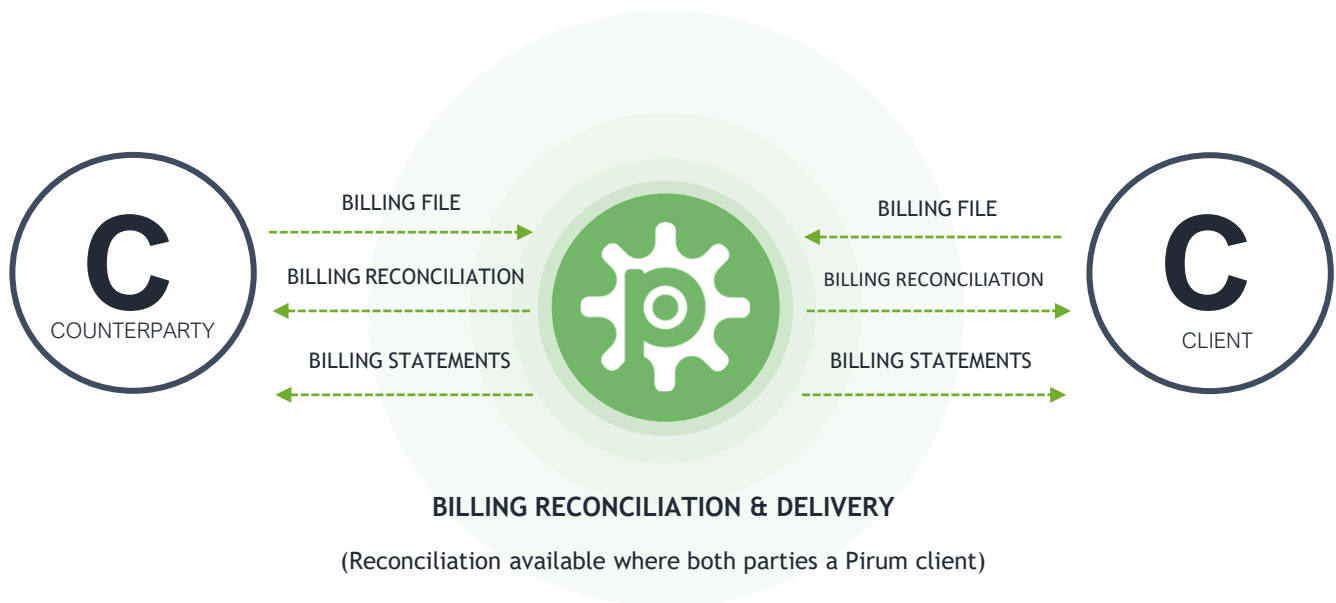 C
COUNTERPARTY
BILLING FILE
BILLING RECONCILIATION
BILLING STATEMENTS
p
BILLING FILE
BILLING RECONCILIATION
BILLING STATEMENTS
C
CLIENT
BILLING RECONCILIATION & DELIVERY
(Reconciliation available where both parties a Pirum client)